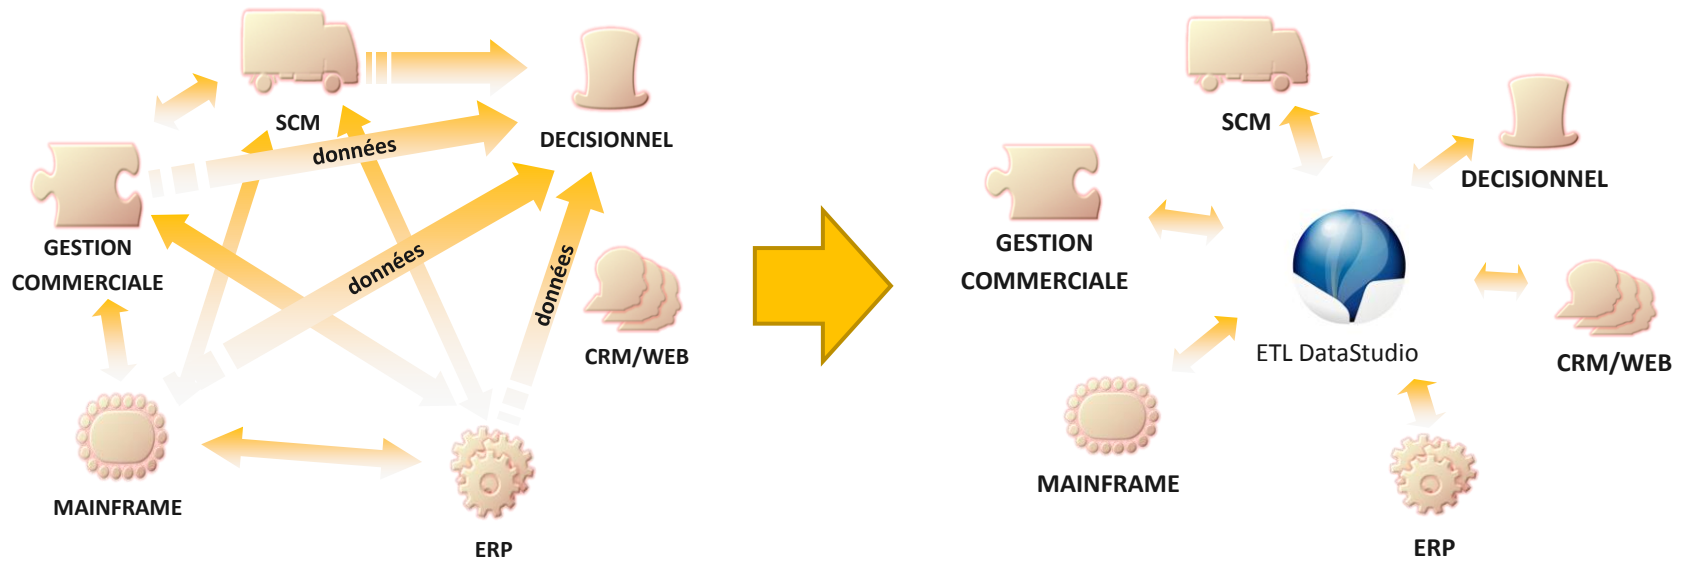 SCM
DECISIONNEL
données
GESTION
COMMERCIALE
données
données
CRM/WEB
MAINFRAME
ERP
SCM
DECISIONNEL
GESTION
COMMERCIALE
ETL DataStudio
CRM/WEB
MAINFRAME
ERP